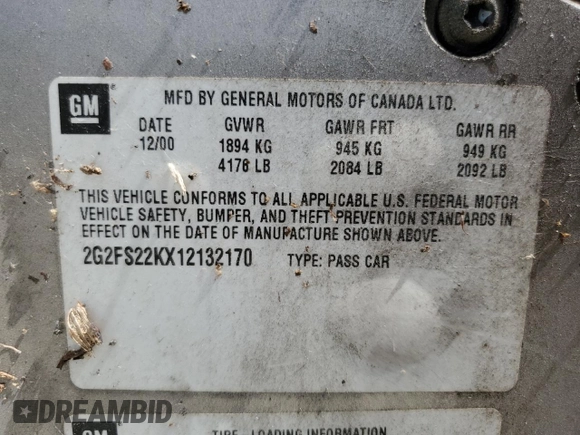 GM
MFD BY GENERAL MOTORS OF CANADA LTD.
DATE GVWR GAWR FRT GAWR RR
12/00 1894 KG 945 KG 949 KG
4176 LB 2084 LB 2092 LB
THIS VEHICLE CONFORMS TO ALL APPLICABLE U.S. FEDERAL MOTOR
VEHICLE SAFETY, BUMPER, AND THEFT PREVENTION STANDARDS IN
EFFECT ON THE DATE OF MANUFACTURE SHOWN ABOVE.
2G2FS22KX12132170 TYPE: PASS CAR
GM
TIRE - LOADING INFORMATION
DREAMBID